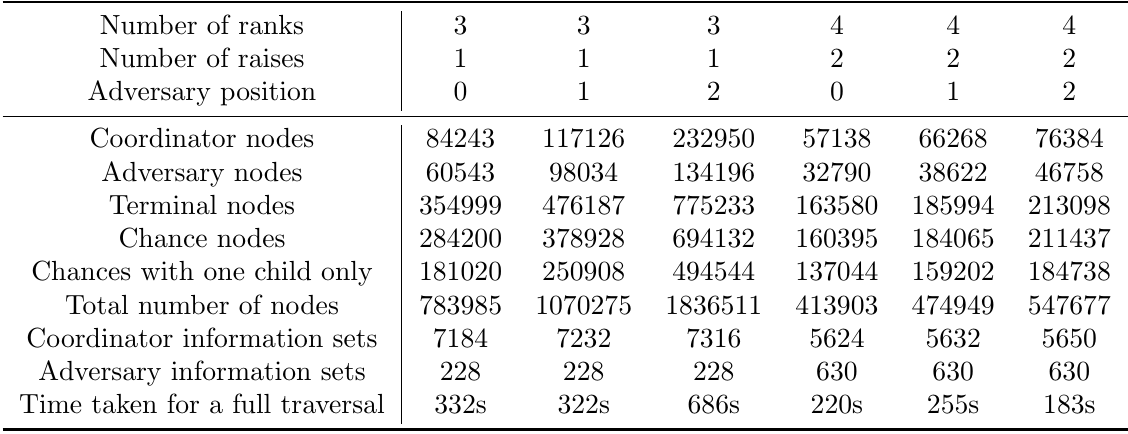 Number of ranks 3 3 3 4 4 4
Number of raises 1 1 1 2 2 2
Adversary position 0 1 2 0 1 2
Coordinator nodes 84243 117126 232950 57138 66268 76384
Adversary nodes 60543 98034 134196 32790 38622 46758
Terminal nodes 354999 476187 775233 163580 185994 213098
Chance nodes 284200 378928 694132 160395 184065 211437
Chances with one child only 181020 250908 494544 137044 159202 184738
Total number of nodes 783985 1070275 1836511 413903 474949 547677
Coordinator information sets 7184 7232 7316 5624 5632 5650
Adversary information sets 228 228 228 630 630 630
Time taken for a full traversal 332s 322s 686s 220s 255s 183s